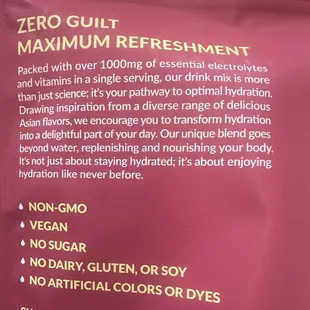 ZERO GUILT
MAXIMUM REFRESHMENT
Packed with over 1000mg of essential electrolytes
and vitamins in a single serving, our drink mix is more
than just science; it's your pathway to optimal hydration.
Drawing inspiration from a diverse range of delicious
Asian flavors, we encourage you to transform hydration
into a delightful part of your day. Our unique blend goes
beyond water, replenishing and nourishing your body.
It's not just about staying hydrated; it's about enjoying
hydration like never before.
NON-GMO
VEGAN
NO SUGAR
NO DAIRY, GLUTEN, OR SOY
NO ARTIFICIAL COLORS OR DYES